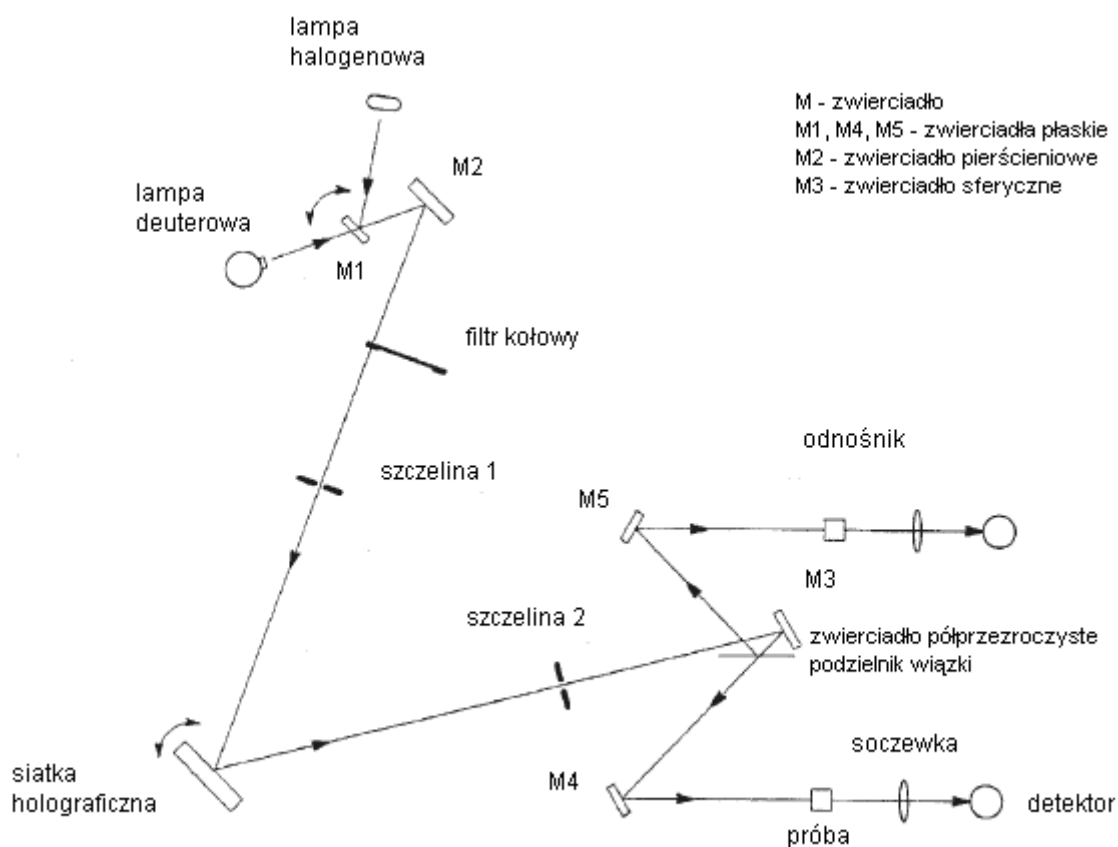 lampa
halogenowa
M - zwierciadło
M1, M4, M5 - zwierciadła płaskie
M2 - zwierciadło pierścieniowe
M3 - zwierciadło sferyczne
M2
lampa
deuterowa
M1
filtr kołowy
odnośnik
szczelina 1
M5
M3
szczelina 2
zwierciadło półprzezroczyste
podzielnik wiązki
soczewka
siatka
holograficzna
M4
detektor
próba